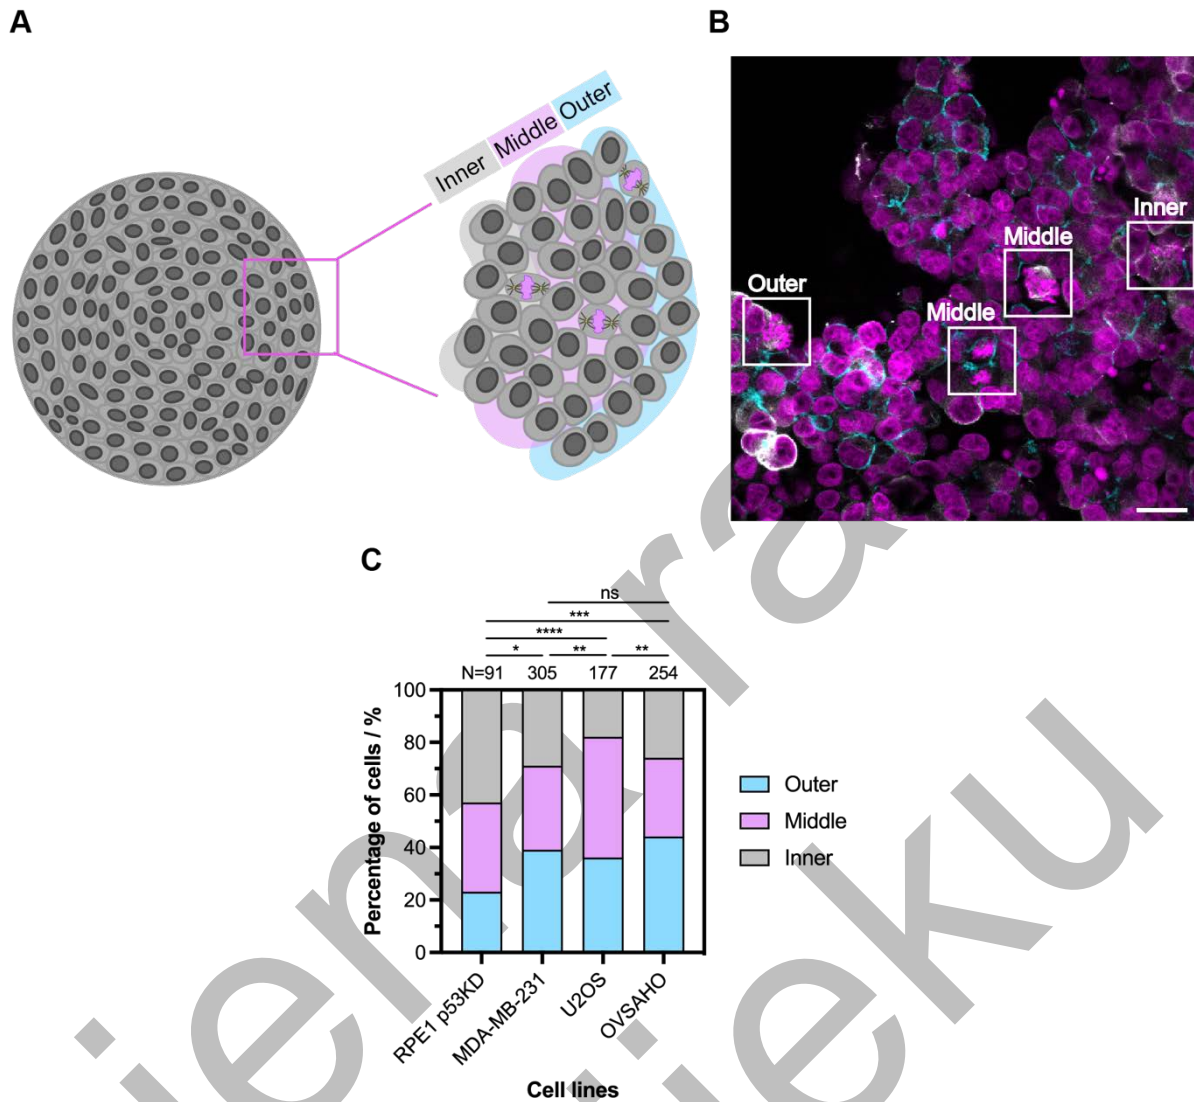 A
B
Inner
Middle
Outer
Inner
Middle
Middle
Outer
C
ns
***
****
* ** **
N=91 305 177 254
100
80
60
40
20
0
Percentage of cells / %
Outer
Middle
Inner
RPE1 p53KD
MDA-MB-231
U2OS
OVSAHO
Cell lines